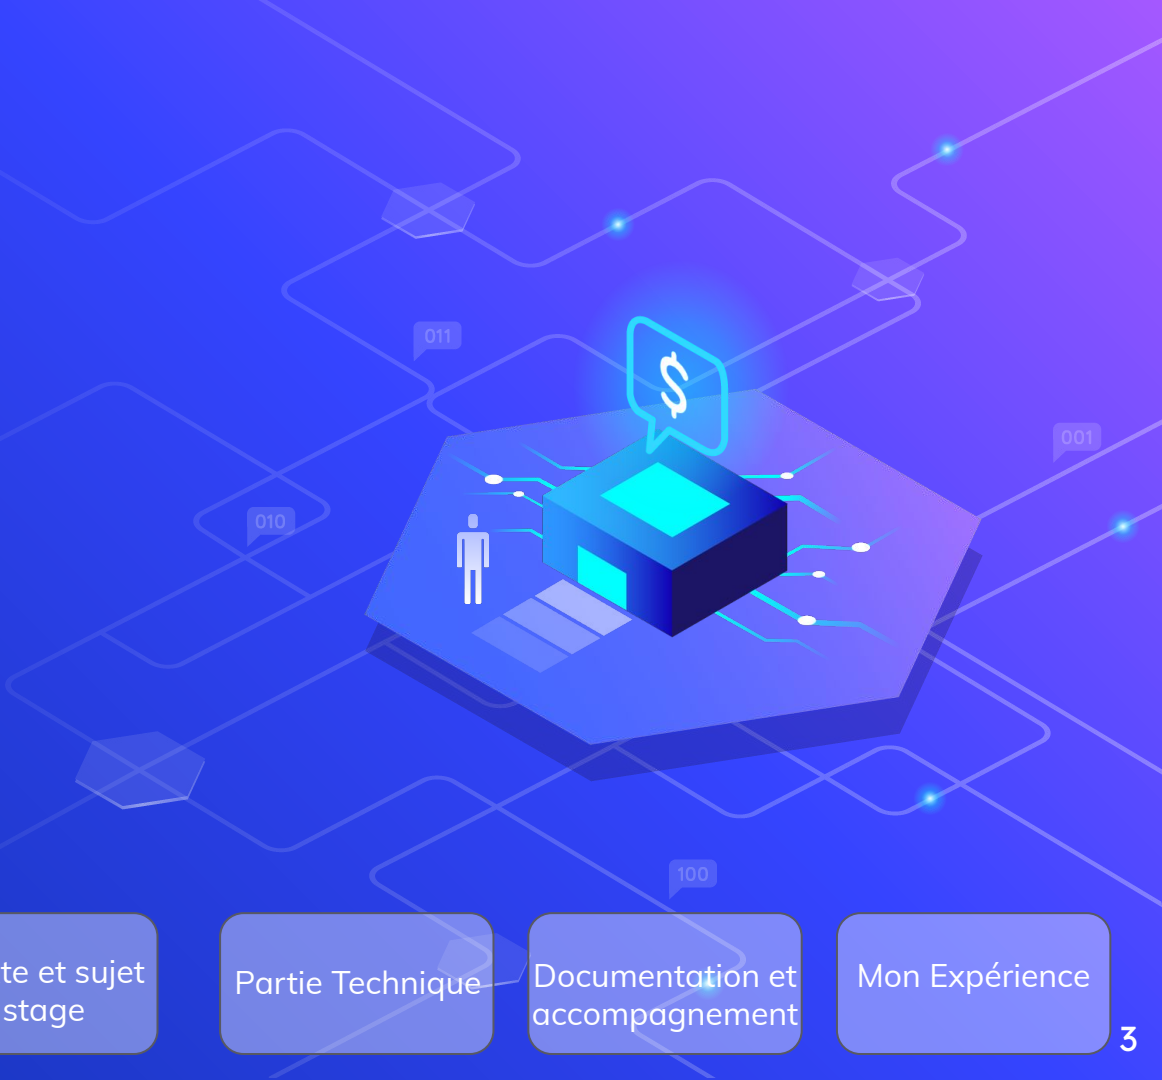 $
011
001
010
100
te et sujet
stage
Partie Technique
Documentation et
accompagnement
Mon Expérience
3